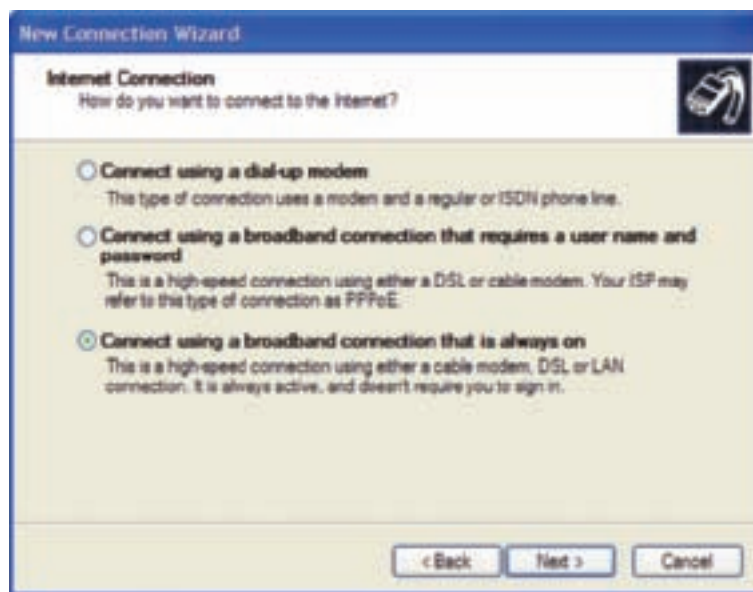 New Connection Wizard
Internet Connection
How do you want to connect to the Internet?
Connect using a dial-up modem
This type of connection uses a modem and a regular or ISDN phone line.
Connect using a broadband connection that requires a user name and
password
This is a high-speed connection using either a DSL or cable modem. Your ISP may
refer to this type of connection as PPPoE.
Connect using a broadband connection that is always on
This is a high-speed connection using either a cable modem, DSL or LAN
connection. It is always active, and doesn't require you to sign in.
< Back
Next >
Cancel